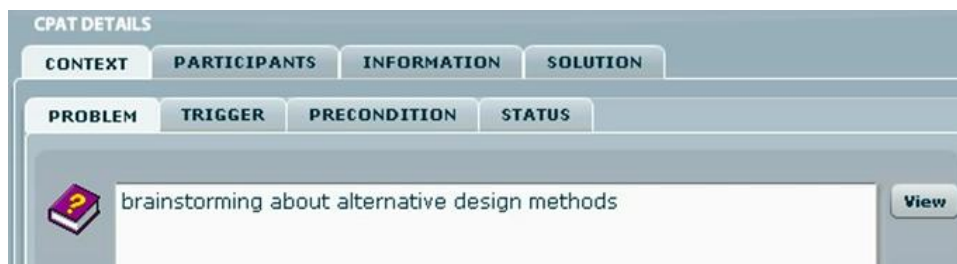 CPAT DETAILS
CONTEXT PARTICIPANTS INFORMATION SOLUTION
PROBLEM TRIGGER PRECONDITION STATUS
brainstorming about alternative design methods View